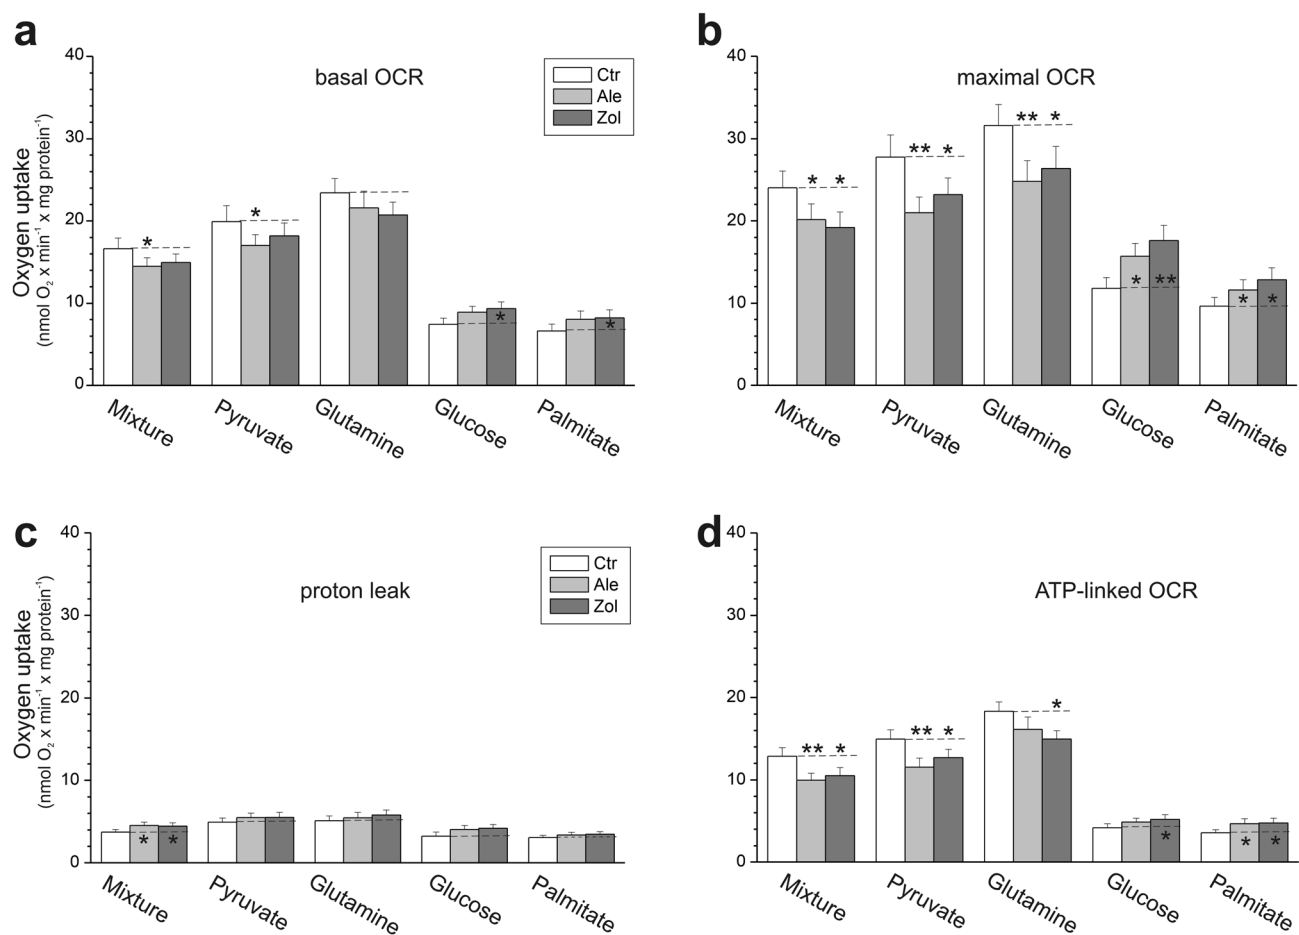 a
basal OCR
Oxygen uptake
(nmol O₂ x min⁻¹ x mg protein⁻¹)
40
30
20
10
0
Ctr
Ale
Zol
*
*
*
*
Mixture
Pyruvate
Glutamine
Glucose
Palmitate
b
maximal OCR
40
30
20
10
0
* *
** *
** *
* **
* *
Mixture
Pyruvate
Glutamine
Glucose
Palmitate
c
proton leak
Oxygen uptake
(nmol O₂ x min⁻¹ x mg protein⁻¹)
40
30
20
10
0
Ctr
Ale
Zol
* *
Mixture
Pyruvate
Glutamine
Glucose
Palmitate
d
ATP-linked OCR
40
30
20
10
0
** *
** *
*
*
* *
Mixture
Pyruvate
Glutamine
Glucose
Palmitate